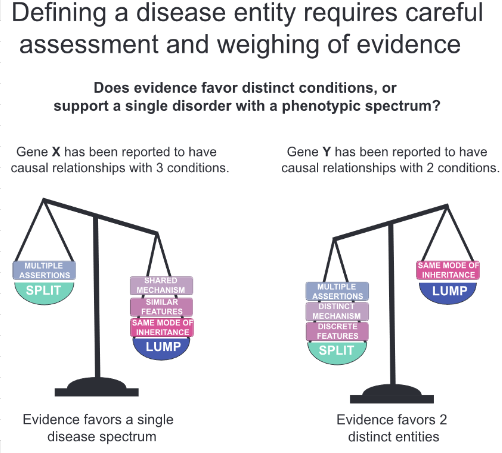 Defining a disease entity requires careful
assessment and weighing of evidence
Does evidence favor distinct conditions, or
support a single disorder with a phenotypic spectrum?
Gene X has been reported to have
causal relationships with 3 conditions.
MULTIPLE
ASSERTIONS
SPLIT
SHARED
MECHANISM
SIMILAR
FEATURES
SAME MODE OF
INHERITANCE
LUMP
Evidence favors a single
disease spectrum
Gene Y has been reported to have
causal relationships with 2 conditions.
MULTIPLE
ASSERTIONS
DISTINCT
MECHANISM
DISCRETE
FEATURES
SPLIT
SAME MODE OF
INHERITANCE
LUMP
Evidence favors 2
distinct entities